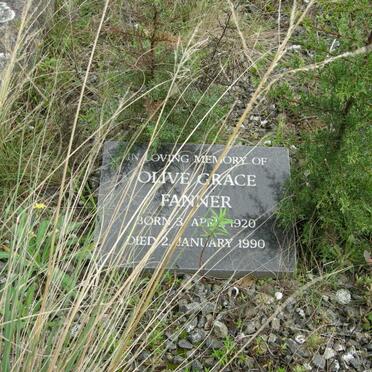 IN LOVING MEMORY OF
OLIVE GRACE
FANNER
BORN 3. APRIL 1920
DIED 2. JANUARY 1990